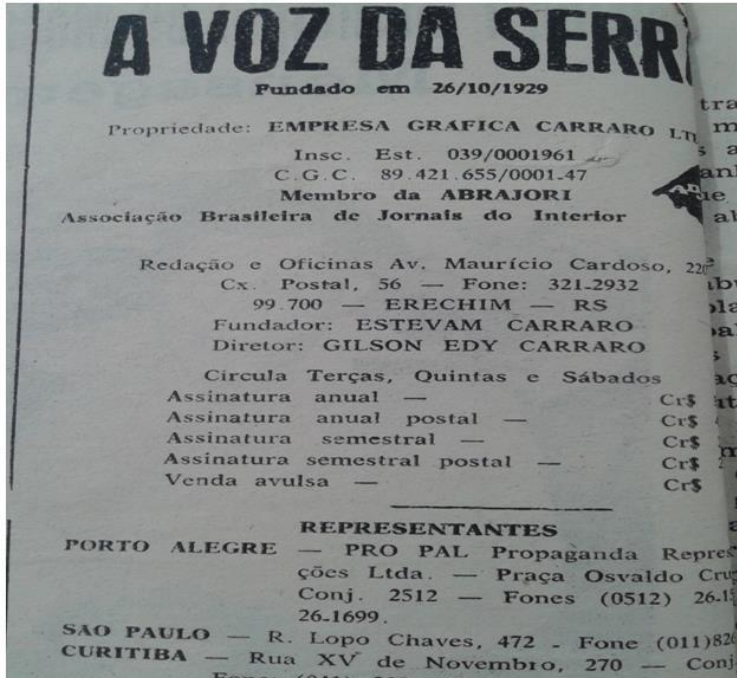 A VOZ DA SERR
Fundado em 26/10/1929
Propriedade: EMPRESA GRÁFICA CARRARO LT
Insc. Est. 039/0001961
C.G.C. 89.421.655/0001-47
Membro da ABRAJORI
Associação Brasileira de Jornais do Interior
Redação e Oficinas Av. Maurício Cardoso, 220
Cx. Postal, 56 — Fone: 321-2932
99.700 — ERECHIM — RS
Fundador: ESTEVAM CARRARO
Diretor: GILSON EDY CARRARO
Circula Terças, Quintas e Sábados
Assinatura anual — Cr$
Assinatura anual postal — Cr$
Assinatura semestral — Cr$
Assinatura semestral postal — Cr$
Venda avulsa — Cr$
REPRESENTANTES
PORTO ALEGRE — PRO PAL Propaganda Repres
ções Ltda. — Praça Osvaldo Cru
Conj. 2512 — Fones (0512)
26-1699.
SÃO PAULO — R. Lopo Chaves, 472 - Fone (011)
CURITIBA — Rua XV de Novembro, 270 — Conj